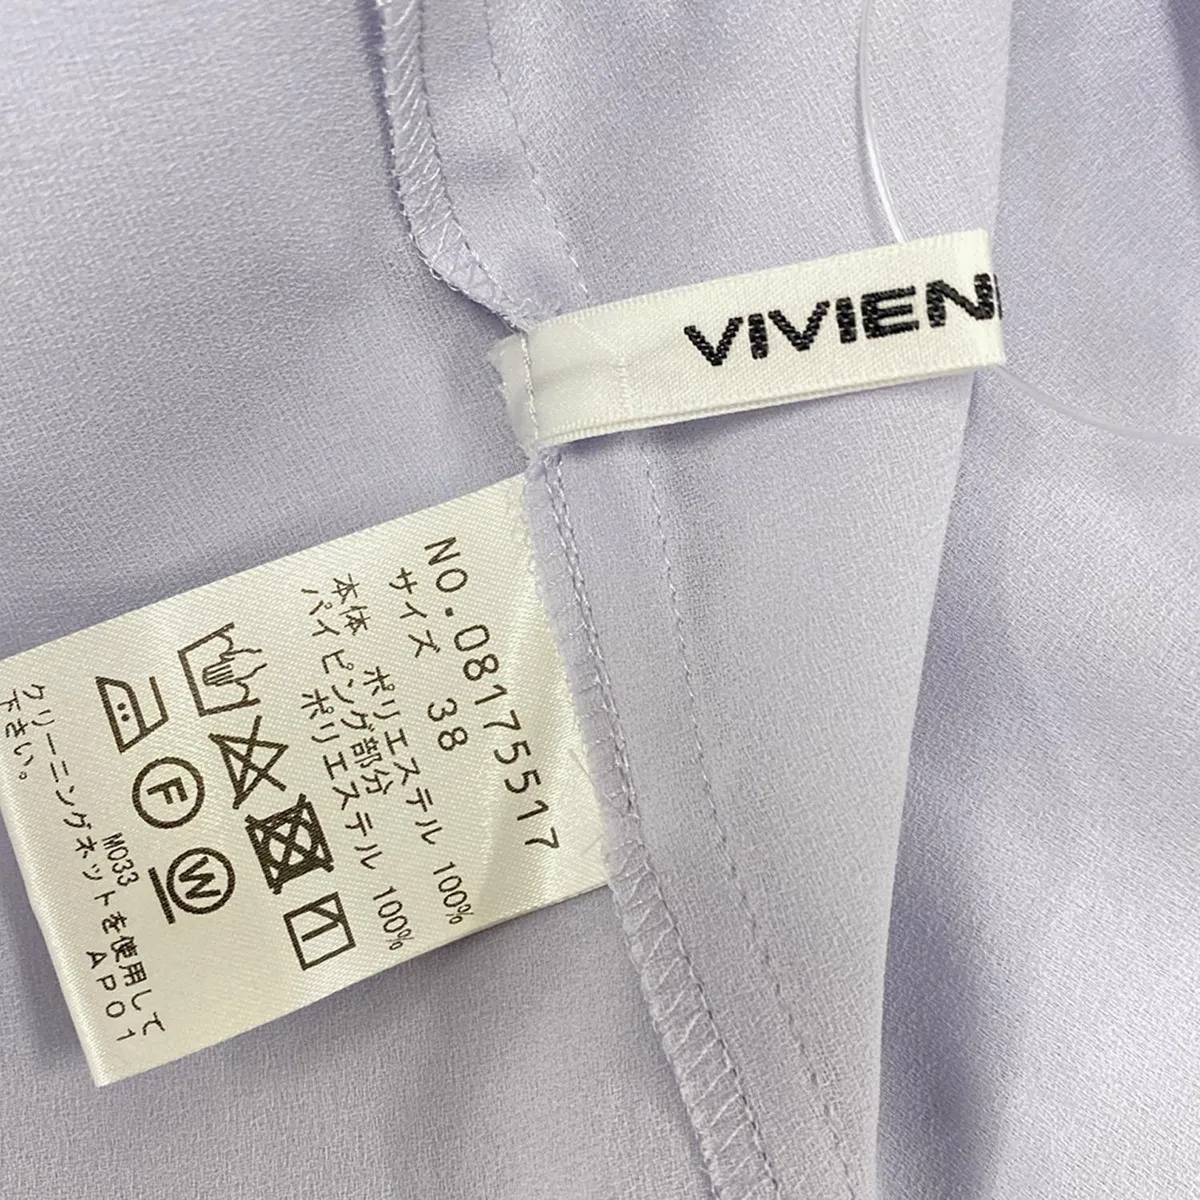 VIVIEN
NO.08175517
サイズ 38
本体 ポリエステル 100%
パイピング部分
ポリエステル 100%
F
W
M033
クリーニングネットを使用して
下さい。
AP01